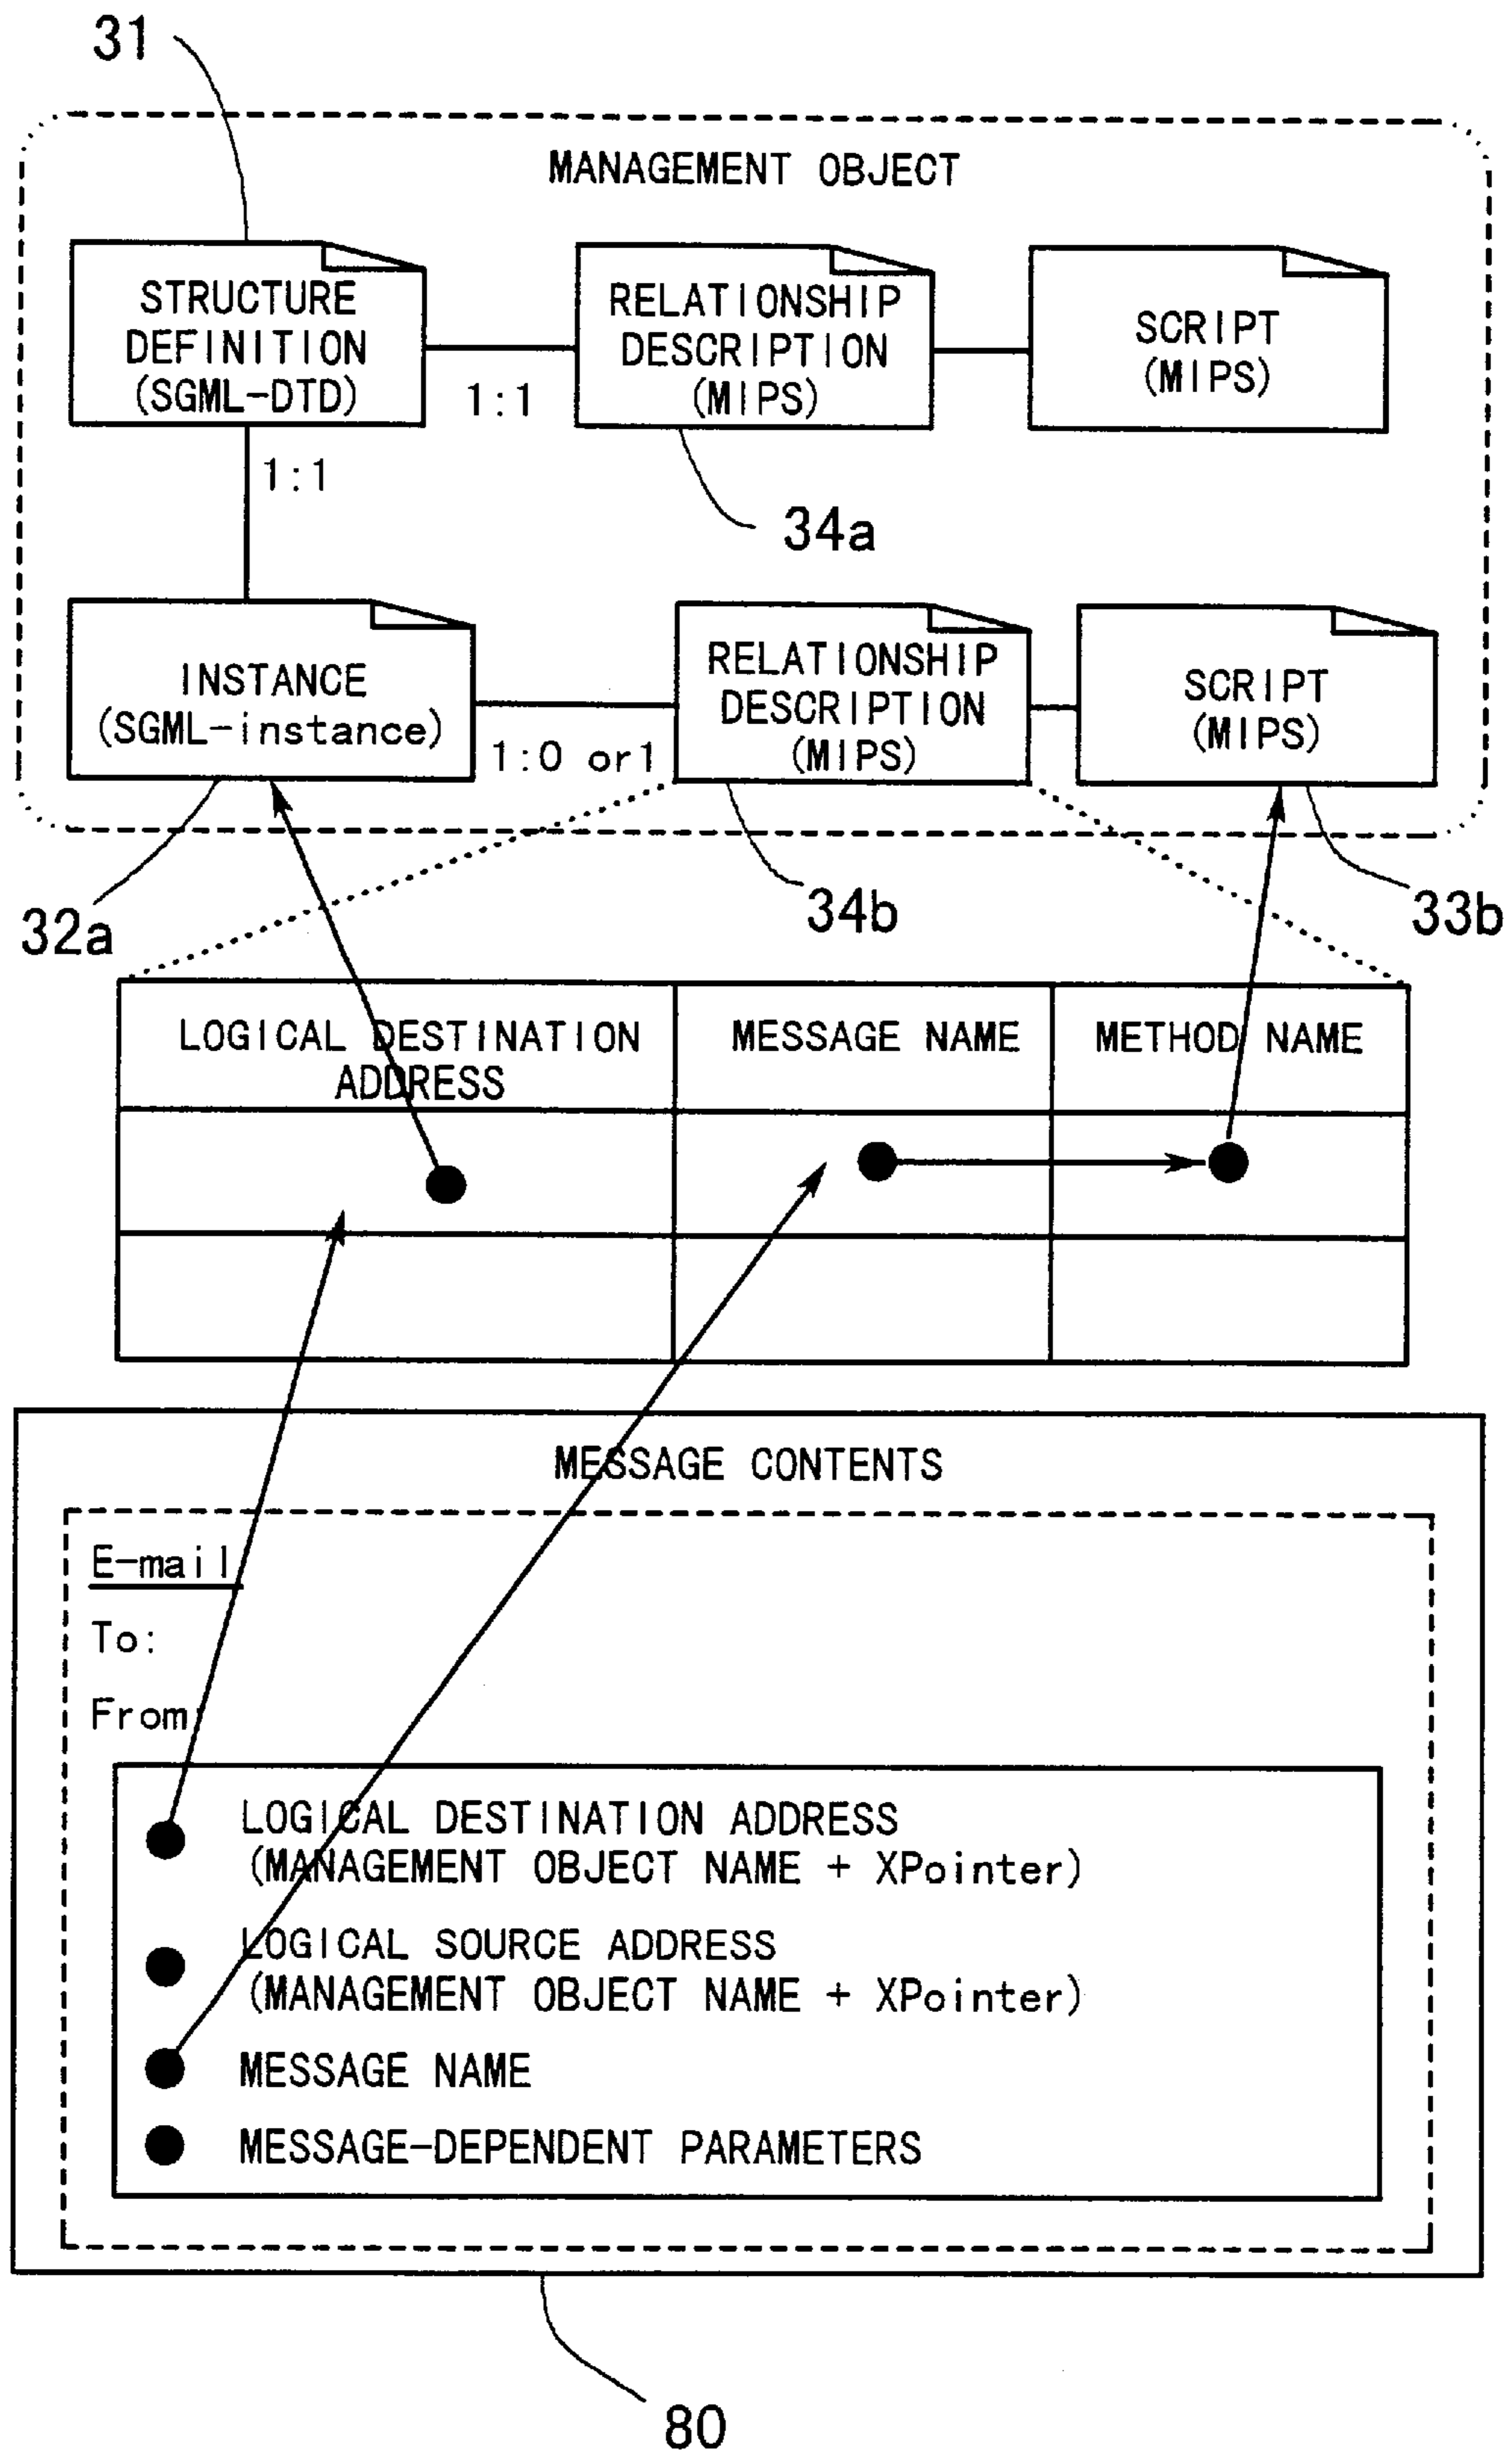 31
MANAGEMENT OBJECT
STRUCTURE
DEFINITION
(SGML-DTD)
1:1
RELATIONSHIP
DESCRIPTION
(MIPS)
SCRIPT
(MIPS)
1:1
34a
INSTANCE
(SGML-instance)
1:0 or1
RELATIONSHIP
DESCRIPTION
(MIPS)
SCRIPT
(MIPS)
32a
34b
33b
LOGICAL DESTINATION
ADDRESS
MESSAGE NAME
METHOD NAME
MESSAGE CONTENTS
E-mail
To:
From:
LOGICAL DESTINATION ADDRESS
(MANAGEMENT OBJECT NAME + XPointer)
LOGICAL SOURCE ADDRESS
(MANAGEMENT OBJECT NAME + XPointer)
MESSAGE NAME
MESSAGE-DEPENDENT PARAMETERS
80